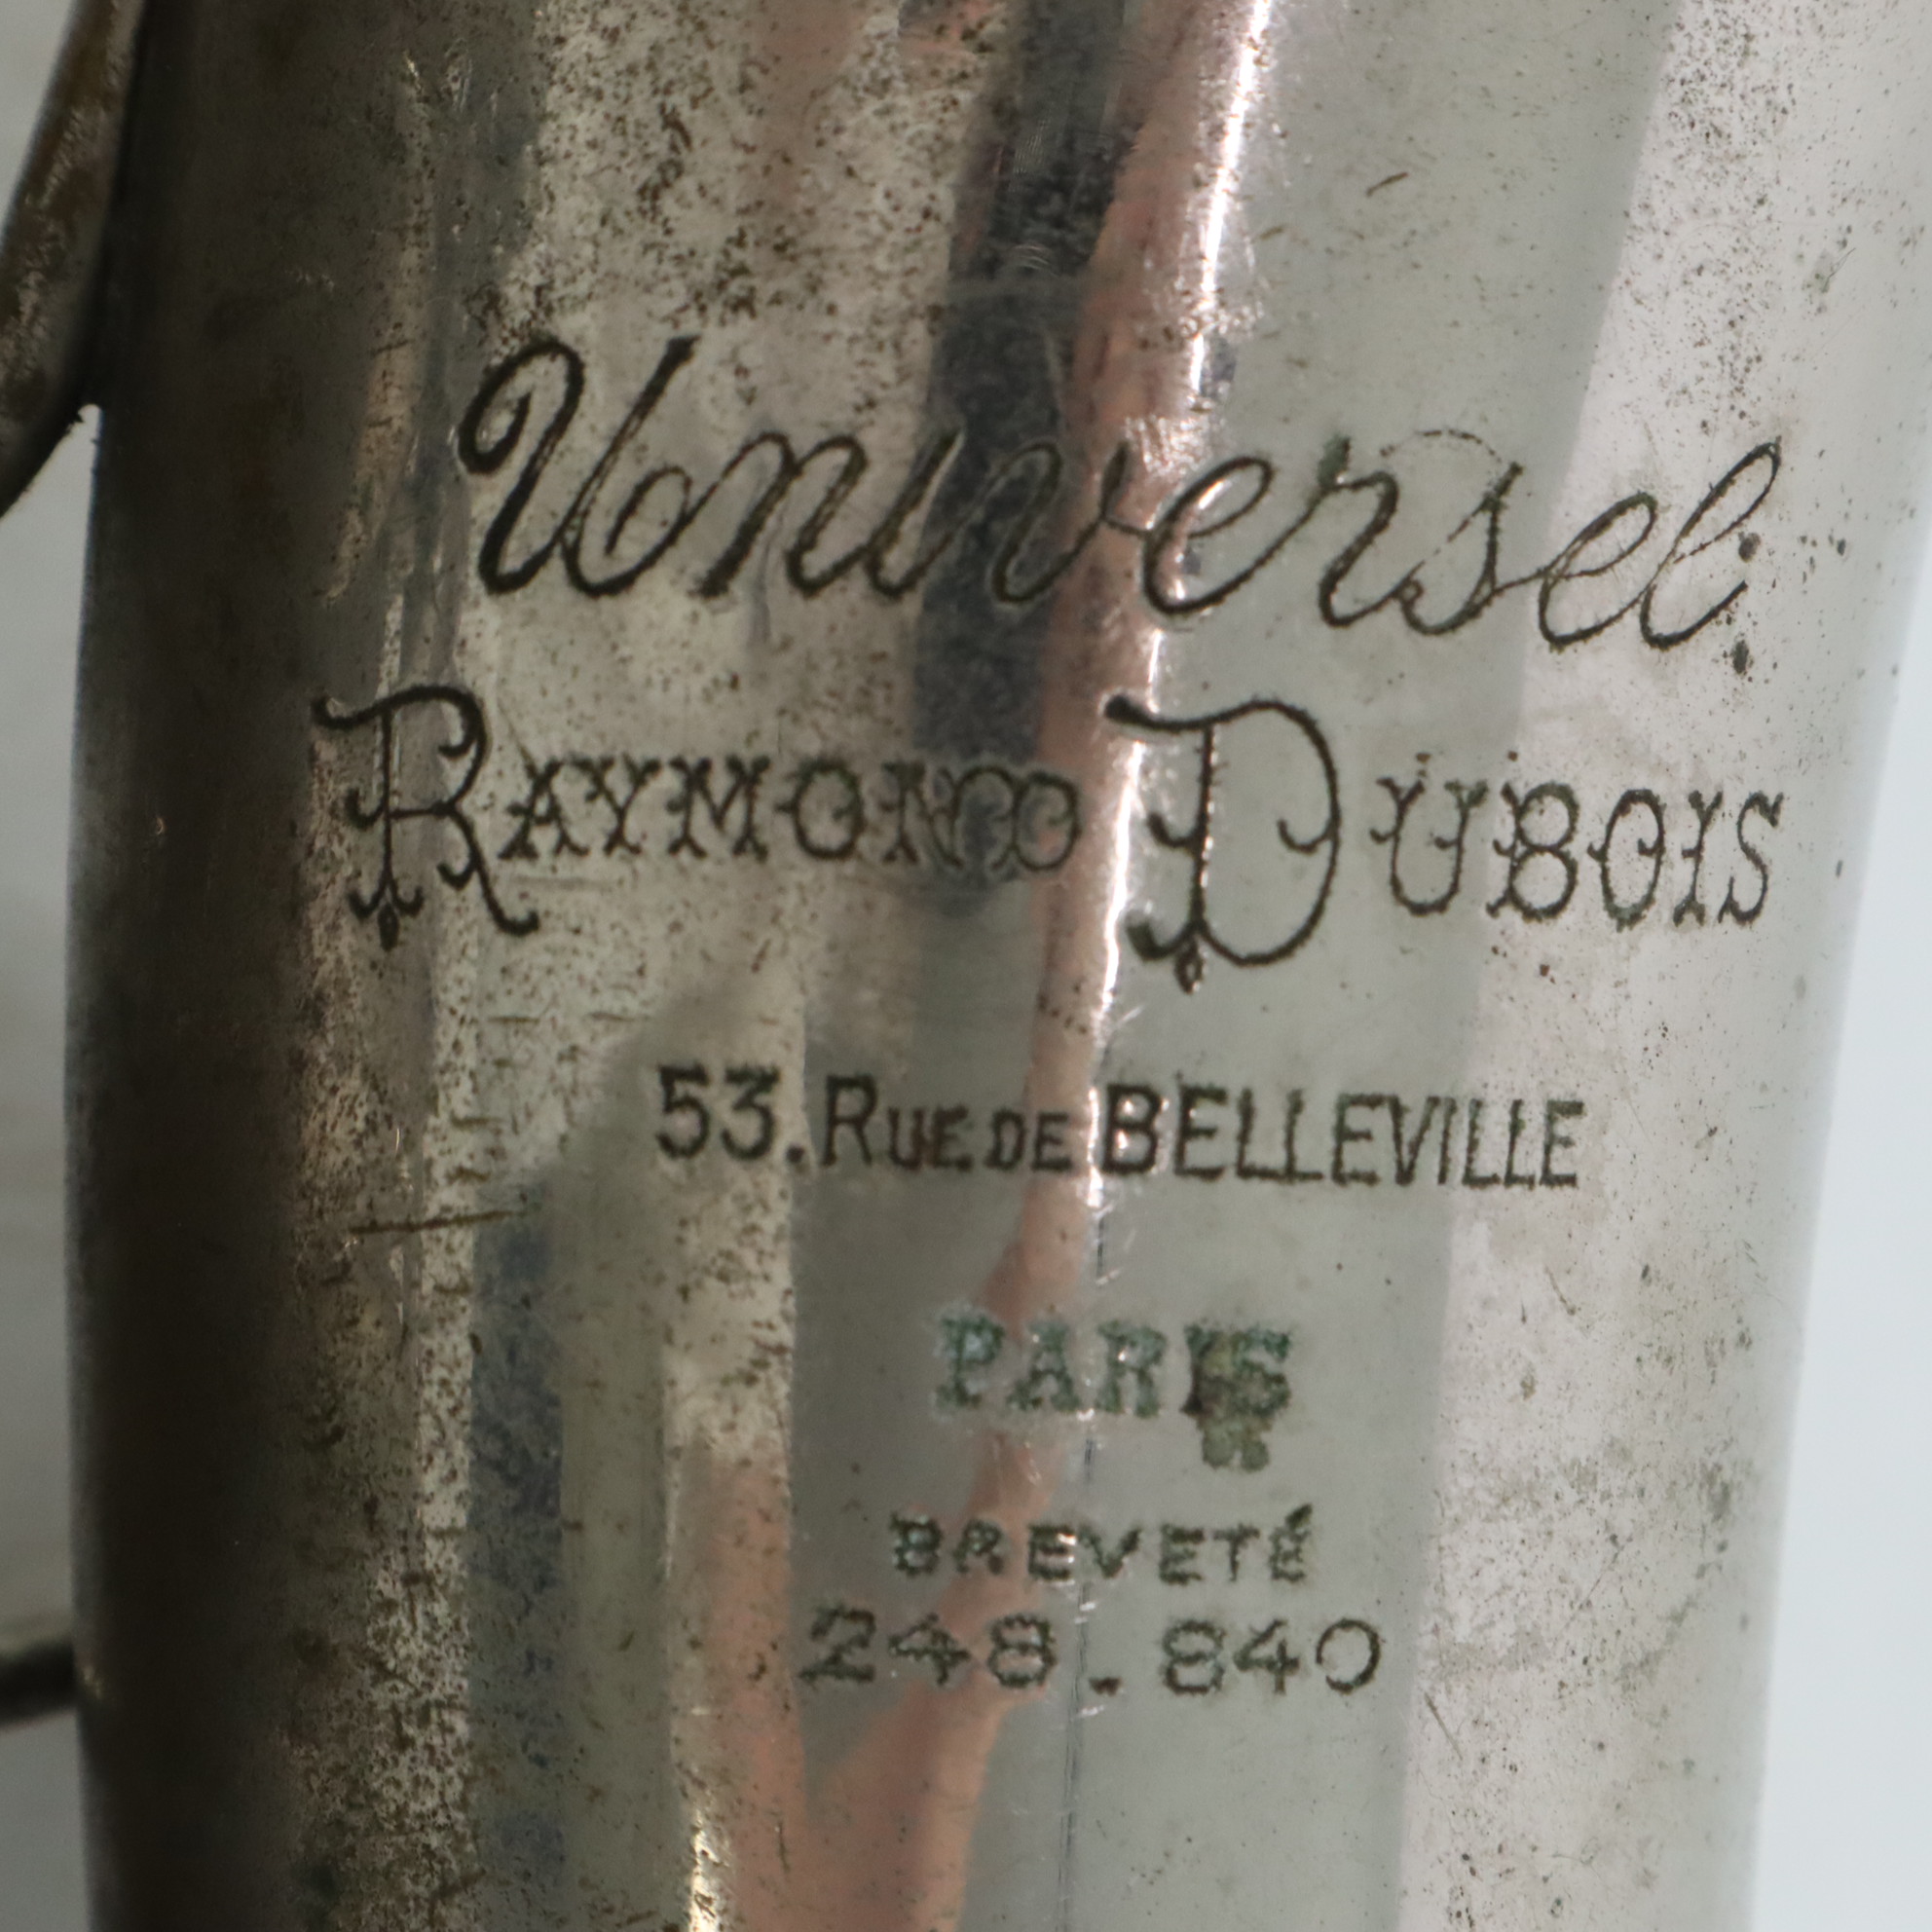 Universel
RAYMOND DUBOIS
53. RUE DE BELLEVILLE
PARIS
BREVETÉ
248.840